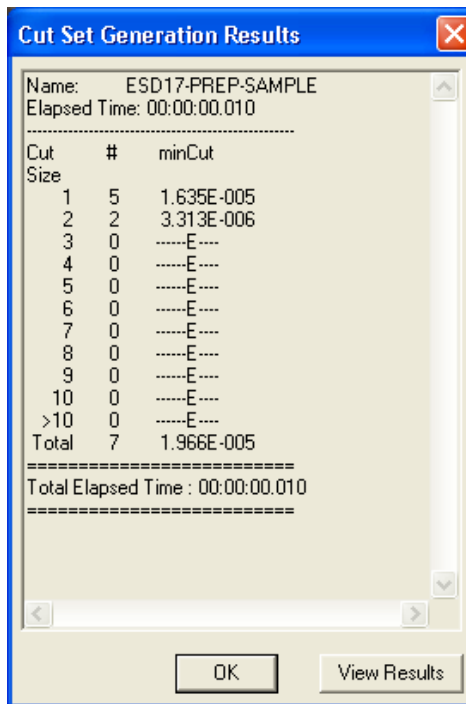 Cut Set Generation Results
Name: ESD17-PREP-SAMPLE
Elapsed Time: 00:00:00.010
--------------------------------------------------
Cut # minCut
Size
1 5 1.635E-005
2 2 3.313E-006
3 0 ------E----
4 0 ------E----
5 0 ------E----
6 0 ------E----
7 0 ------E----
8 0 ------E----
9 0 ------E----
10 0 ------E----
>10 0 ------E----
Total 7 1.966E-005
==========================
Total Elapsed Time : 00:00:00.010
==========================
OK View Results